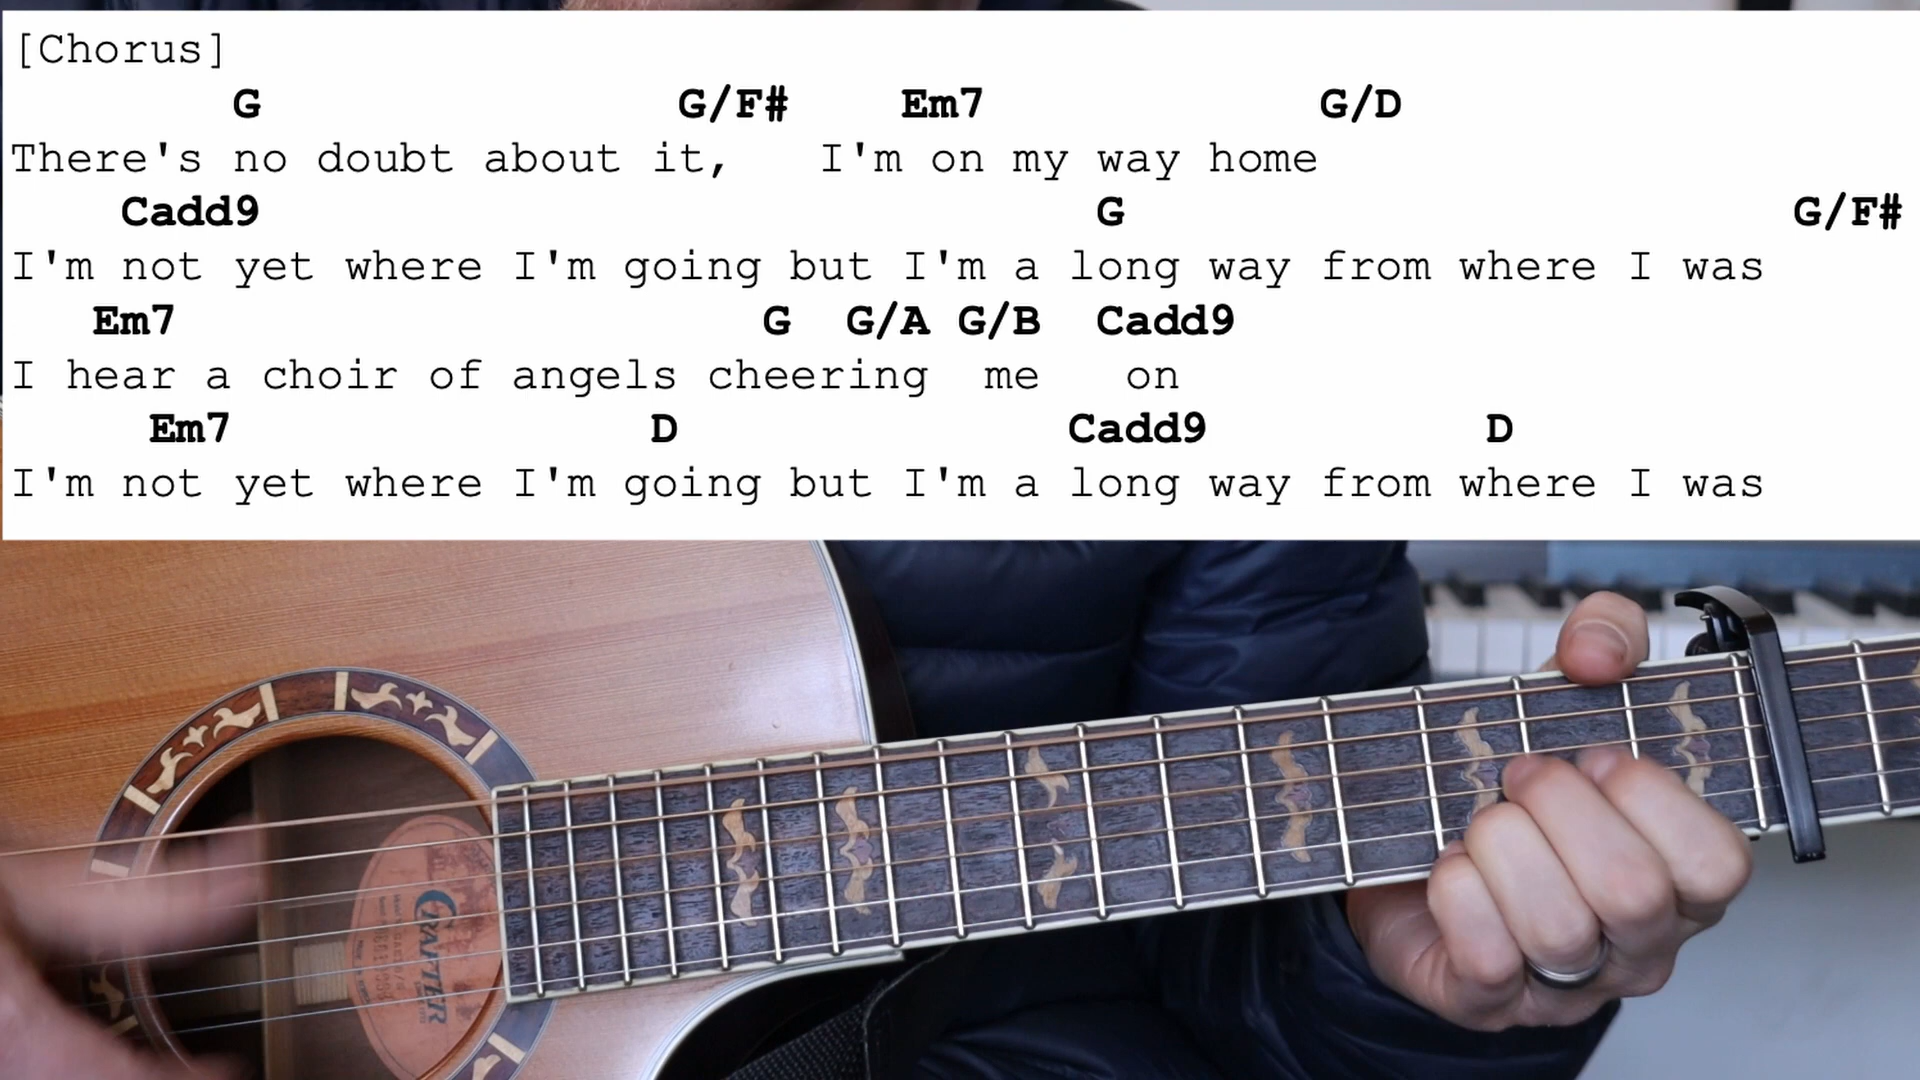 [Chorus]
G G/F# Em7 G/D
There's no doubt about it, I'm on my way home
Cadd9 G G/F#
I'm not yet where I'm going but I'm a long way from where I was
Em7 G G/A G/B Cadd9
I hear a choir of angels cheering me on
Em7 D Cadd9 D
I'm not yet where I'm going but I'm a long way from where I was
CRAFTER